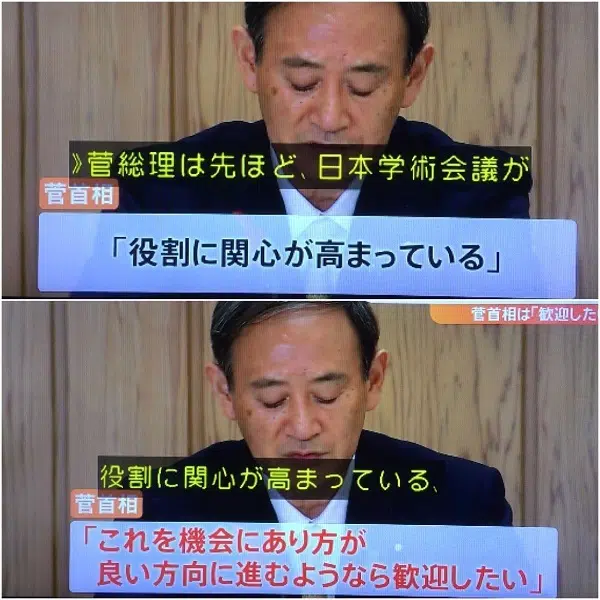 》菅総理は先ほど、日本学術会議が
菅首相
「役割に関心が高まっている」
菅首相は「歓迎した
役割に関心が高まっている、
菅首相
「これを機会にあり方が
良い方向に進むようなら歓迎したい」